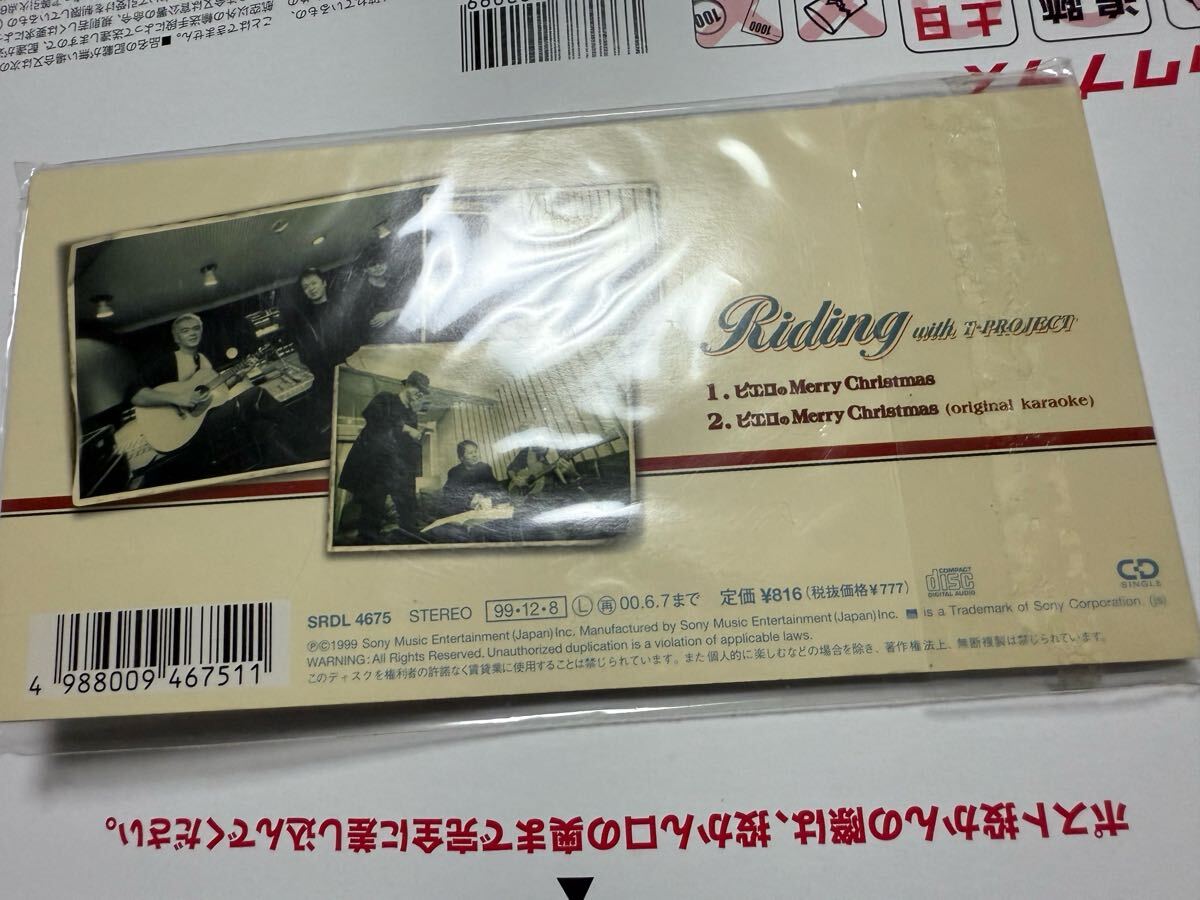 Riding with T-PROJECT
1. ピエロのMerry Christmas
2. ピエロのMerry Christmas (original karaoke)
COMPACT
disc
DIGITAL AUDIO
CD
SINGLE
SRDL 4675 STEREO 99・12・8 L 再 00.6.7まで 定価 ¥816(税抜価格¥777)
℗©1999 Sony Music Entertainment (Japan) Inc. Manufactured by Sony Music Entertainment (Japan) Inc. is a Trademark of Sony Corporation. (js)
WARNING: All Rights Reserved. Unauthorized duplication is a violation of applicable laws.
このディスクを権利者の許諾なく賃貸業に使用することは禁じられています。また個人的に楽しむなどの場合を除き、著作権法上、無断複製は禁じられています。
4 988009 467511
ポスト投かんの際は、投かん口の奥まで完全に差し込んでください。
追跡
土日
1000
100